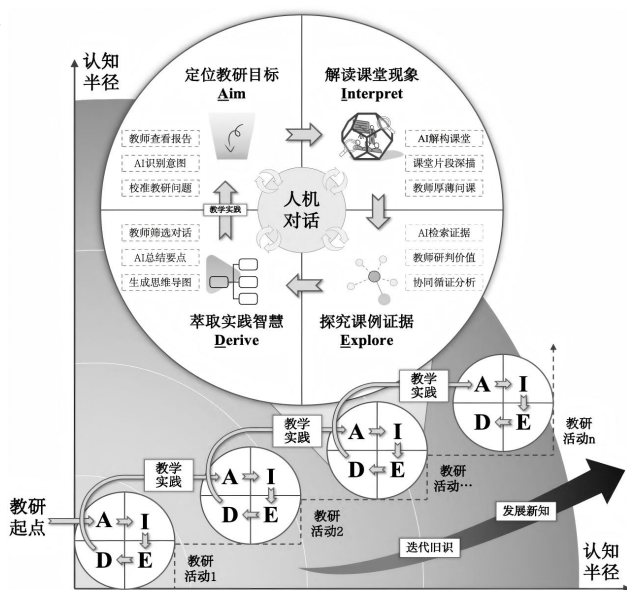 认知
半径
定位教研目标
Aim
教师查看报告
AI识别意图
校准教研问题
解读课堂现象
Interpret
AI解构课堂
课堂片段深描
教师厚薄问课
人机
对话
教学实践
教师筛选对话
AI总结要点
生成思维导图
萃取实践智慧
Derive
AI检索证据
教师研判价值
协同循证分析
探究课例证据
Explore
教研
起点
A
I
D
E
教研
活动1
教学
实践
A
I
D
E
教研
活动2
教学
实践
A
I
D
E
教研
活动…
教学
实践
A
I
D
E
教研
活动n
迭代旧识
发展新知
认知
半径